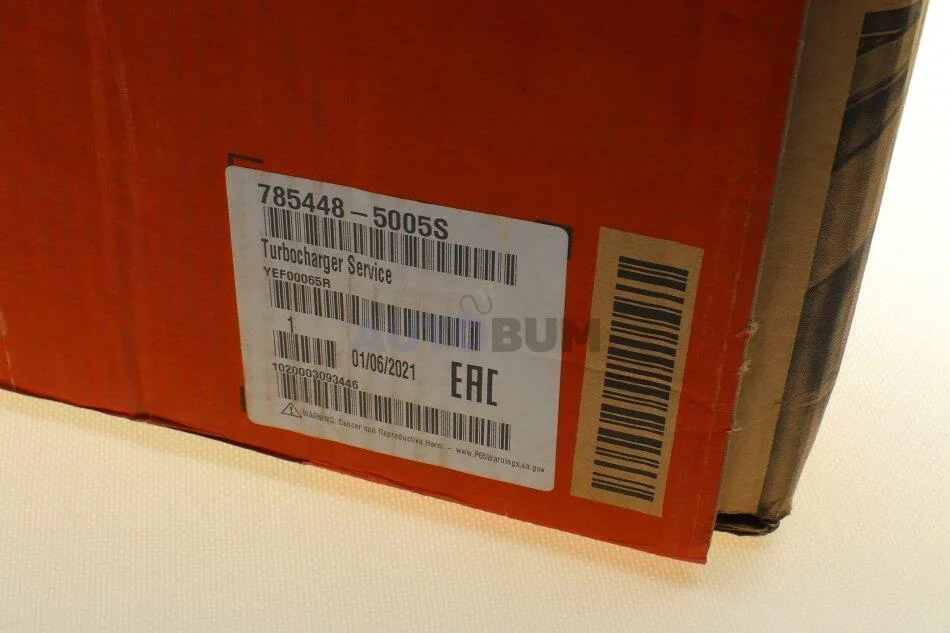 785448-5005S
Turbocharger Service
YEF00065R
AUTOBUM
1
01/06/2021
EAC
1020003093446
WARNING: Cancer and Reproductive Harm - www.P65Warnings.ca.gov